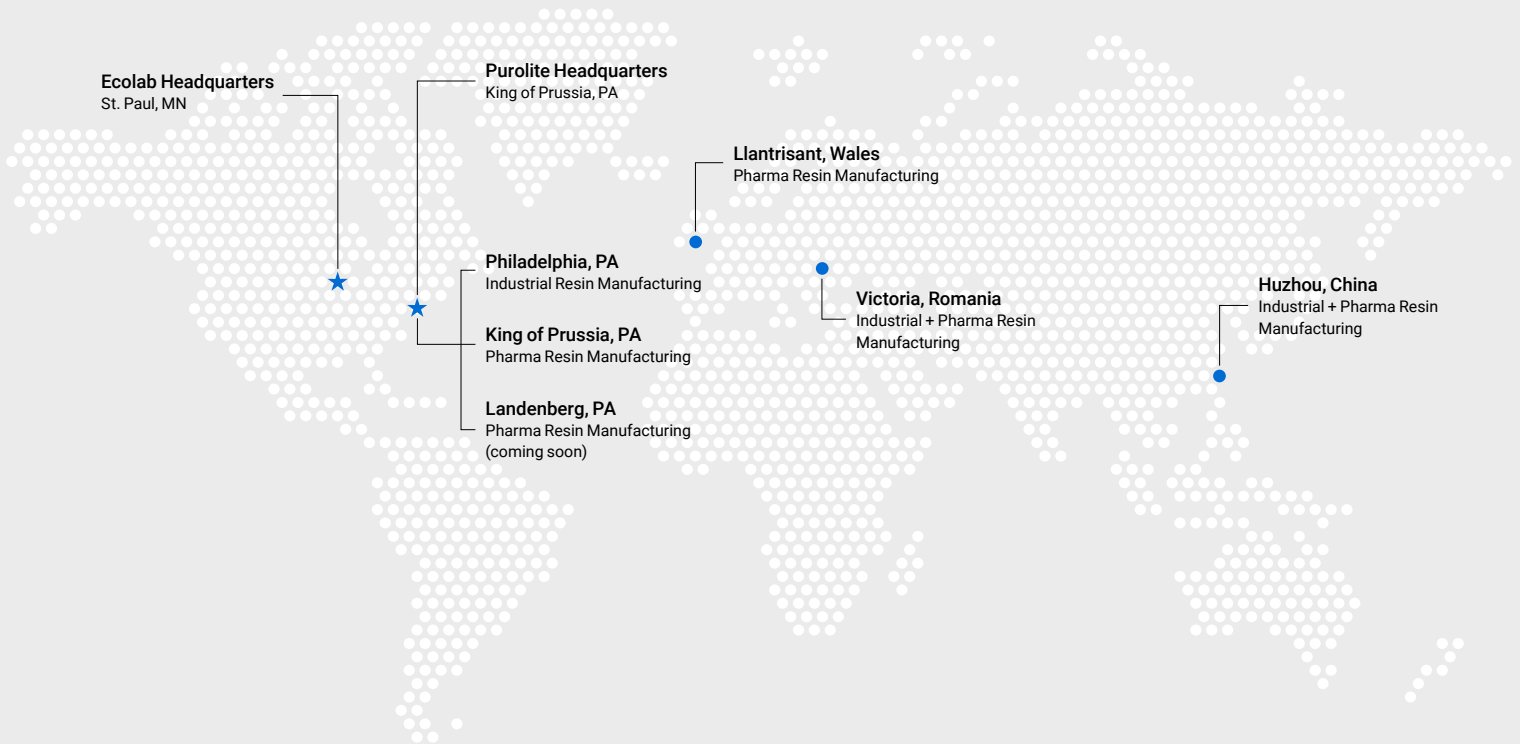 Ecolab Headquarters
St. Paul, MN
Purolite Headquarters
King of Prussia, PA
Llantrisant, Wales
Pharma Resin Manufacturing
Philadelphia, PA
Industrial Resin Manufacturing
King of Prussia, PA
Pharma Resin Manufacturing
Landenberg, PA
Pharma Resin Manufacturing
(coming soon)
Victoria, Romania
Industrial + Pharma Resin
Manufacturing
Huzhou, China
Industrial + Pharma Resin
Manufacturing